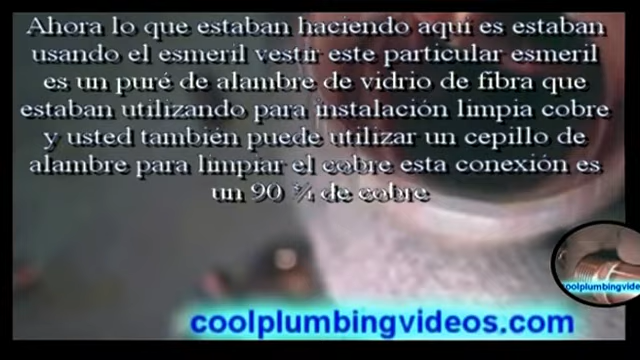 Ahora lo que estaban haciendo aquí es estaban
usando el esmeril vestir este particular esmeril
es un puré de alambre de vidrio de fibra que
estaban utilizando para instalación limpia cobre
y usted también puede utilizar un cepillo de
alambre para limpiar el cobre esta conexión es
un 90 ¾ de cobre
coolplumbingvideo
coolplumbingvideos.com